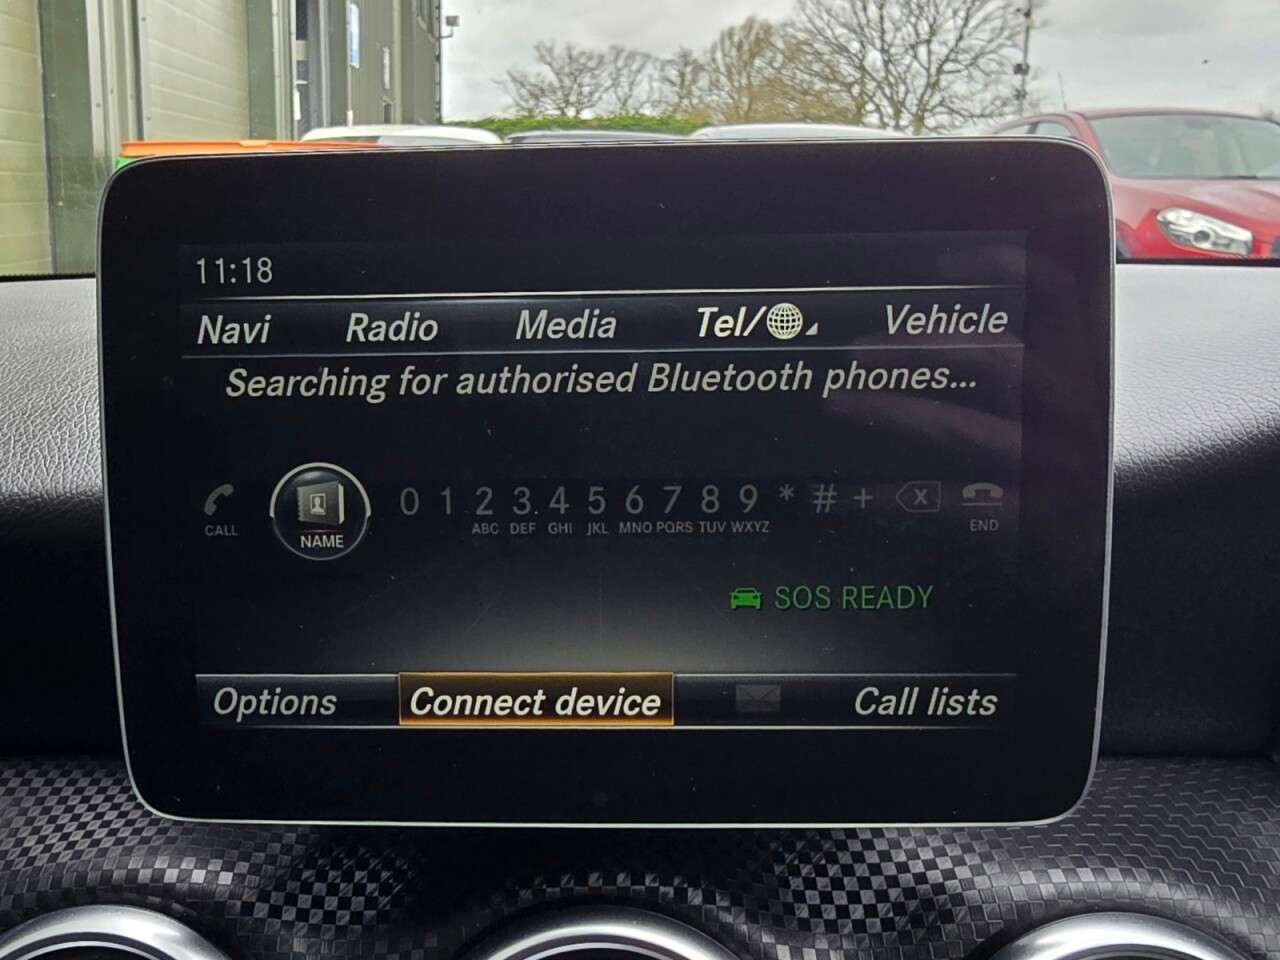 11:18
Navi Radio Media Tel/ Vehicle
Searching for authorised Bluetooth phones...
0 1 2 3 4 5 6 7 8 9 * # +
CALL NAME ABC DEF GHI JKL MNO PQRS TUV WXYZ END
SOS READY
Options Connect device Call lists